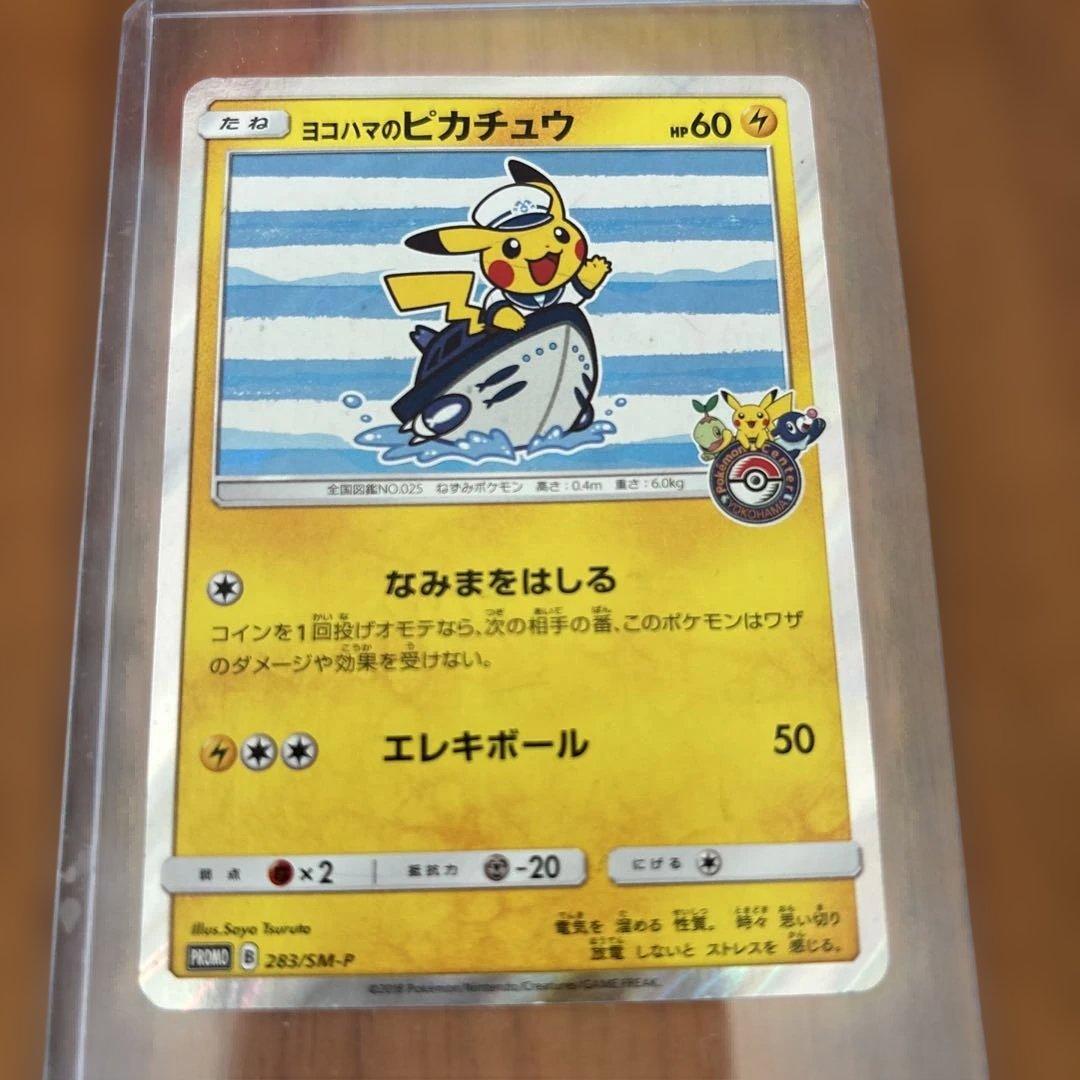 たね ヨコハマのピカチュウ HP60
全国図鑑NO.025 ねずみポケモン 高さ:0.4m 重さ:6.0kg
Pokémon Center
YOKOHAMA
なみまをはしる
コインを1回投げオモテなら、次の相手の番、このポケモンはワザ
のダメージや効果を受けない。
エレキボール 50
弱点 ×2 抵抗力 -20 にげる
Illus.Sayo Tsuruto
電気を 溜める 性質。 時々 思い切り
放電 しないと ストレスを 感じる。
PROMO B 283/SM-P
©2018 Pokémon/Nintendo/Creatures/GAME FREAK.